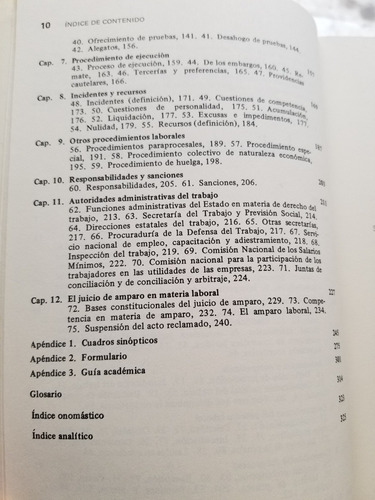 10 ÍNDICE DE CONTENIDO
40. Ofrecimiento de pruebas, 141. 41. Desahogo de pruebas, 144.
42. Alegatos, 156.
Cap. 7. Procedimiento de ejecución
43. Proceso de ejecución, 159. 44. De los embargos, 160. 45. Re-
mate, 163. 46. Tercerías y preferencias, 165. 47. Providencias
cautelares, 166.
Cap. 8. Incidentes y recursos
48. Incidentes (definición), 171. 49. Cuestiones de competencia,
173. 50. Cuestiones de personalidad, 175. 51. Acumulación,
176. 52. Liquidación, 177. 53. Excusas e impedimentos, 177.
54. Nulidad, 179. 55. Recursos (definición), 184.
Cap. 9. Otros procedimientos laborales
56. Procedimientos paraprocesales, 189. 57. Procedimiento espe-
cial, 191. 58. Procedimiento colectivo de naturaleza económica,
195. 59. Procedimiento de huelga, 198.
Cap. 10. Responsabilidades y sanciones
60. Responsabilidades, 205. 61. Sanciones, 206.
Cap. 11. Autoridades administrativas del trabajo
62. Funciones administrativas del Estado en materia de derecho del
trabajo, 213. 63. Secretaría del Trabajo y Previsión Social, 214.
64. Direcciones estatales del trabajo, 216. 65. Otras secretarías,
217. 66. Procuraduría de la Defensa del Trabajo, 217. 67. Servi-
cio nacional de empleo, capacitación y adiestramiento, 218. 68.
Inspección del trabajo, 219. 69. Comisión Nacional de los Salarios
Mínimos, 222. 70. Comisión nacional para la participación de los
trabajadores en las utilidades de las empresas, 223. 71. Juntas de
conciliación y de conciliación y arbitraje, 224.
Cap. 12. El juicio de amparo en materia laboral 227
72. Bases constitucionales del juicio de amparo, 229. 73. Compe-
tencia en materia de amparo, 232. 74. El amparo laboral, 234.
75. Suspensión del acto reclamado, 240.
Apéndice 1. Cuadros sinópticos 245
Apéndice 2. Formulario 275
Apéndice 3. Guía académica
Glosario 314
Índice onomástico 323
Índice analítico 325